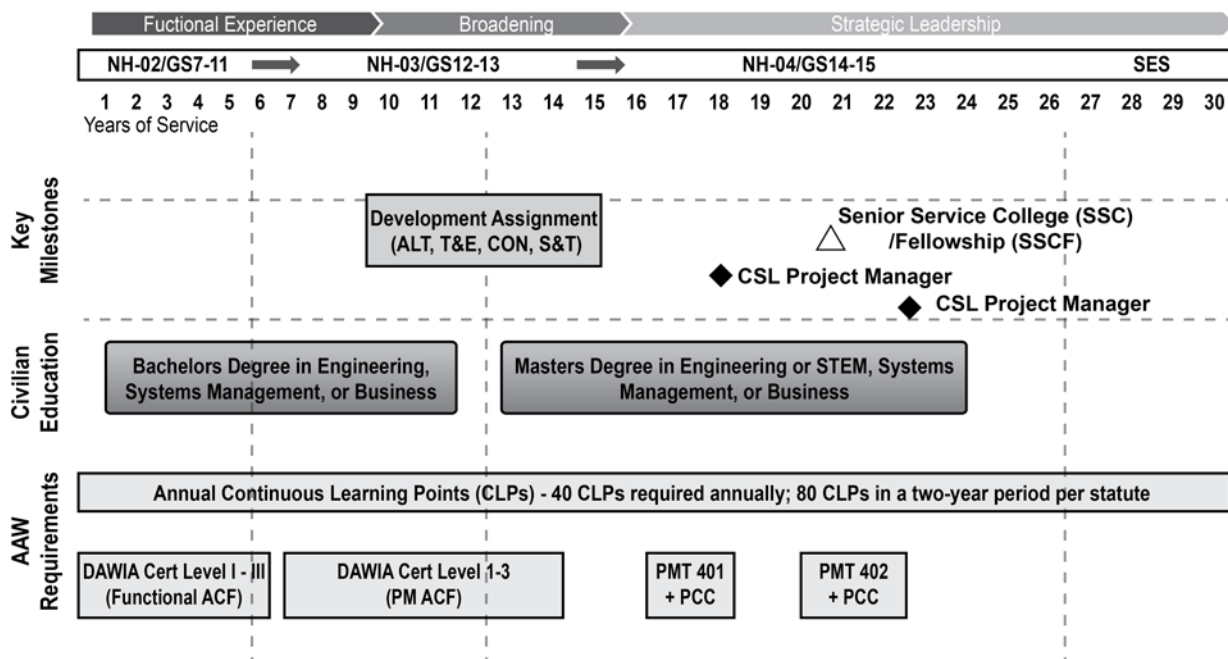 Fuctional Experience
Broadening
Strategic Leadership
NH-02/GS7-11
NH-03/GS12-13
NH-04/GS14-15
SES
1 2 3 4 5 6 7 8 9 10 11 12 13 14 15 16 17 18 19 20 21 22 23 24 25 26 27 28 29 30
Years of Service
Key
Milestones
Development Assignment
(ALT, T&E, CON, S&T)
Senior Service College (SSC)
/Fellowship (SSCF)
CSL Project Manager
CSL Project Manager
Civilian
Education
Bachelors Degree in Engineering,
Systems Management, or Business
Masters Degree in Engineering or STEM, Systems
Management, or Business
AAW
Requirements
Annual Continuous Learning Points (CLPs) - 40 CLPs required annually; 80 CLPs in a two-year period per statute
DAWIA Cert Level I - III
(Functional ACF)
DAWIA Cert Level 1-3
(PM ACF)
PMT 401
+ PCC
PMT 402
+ PCC